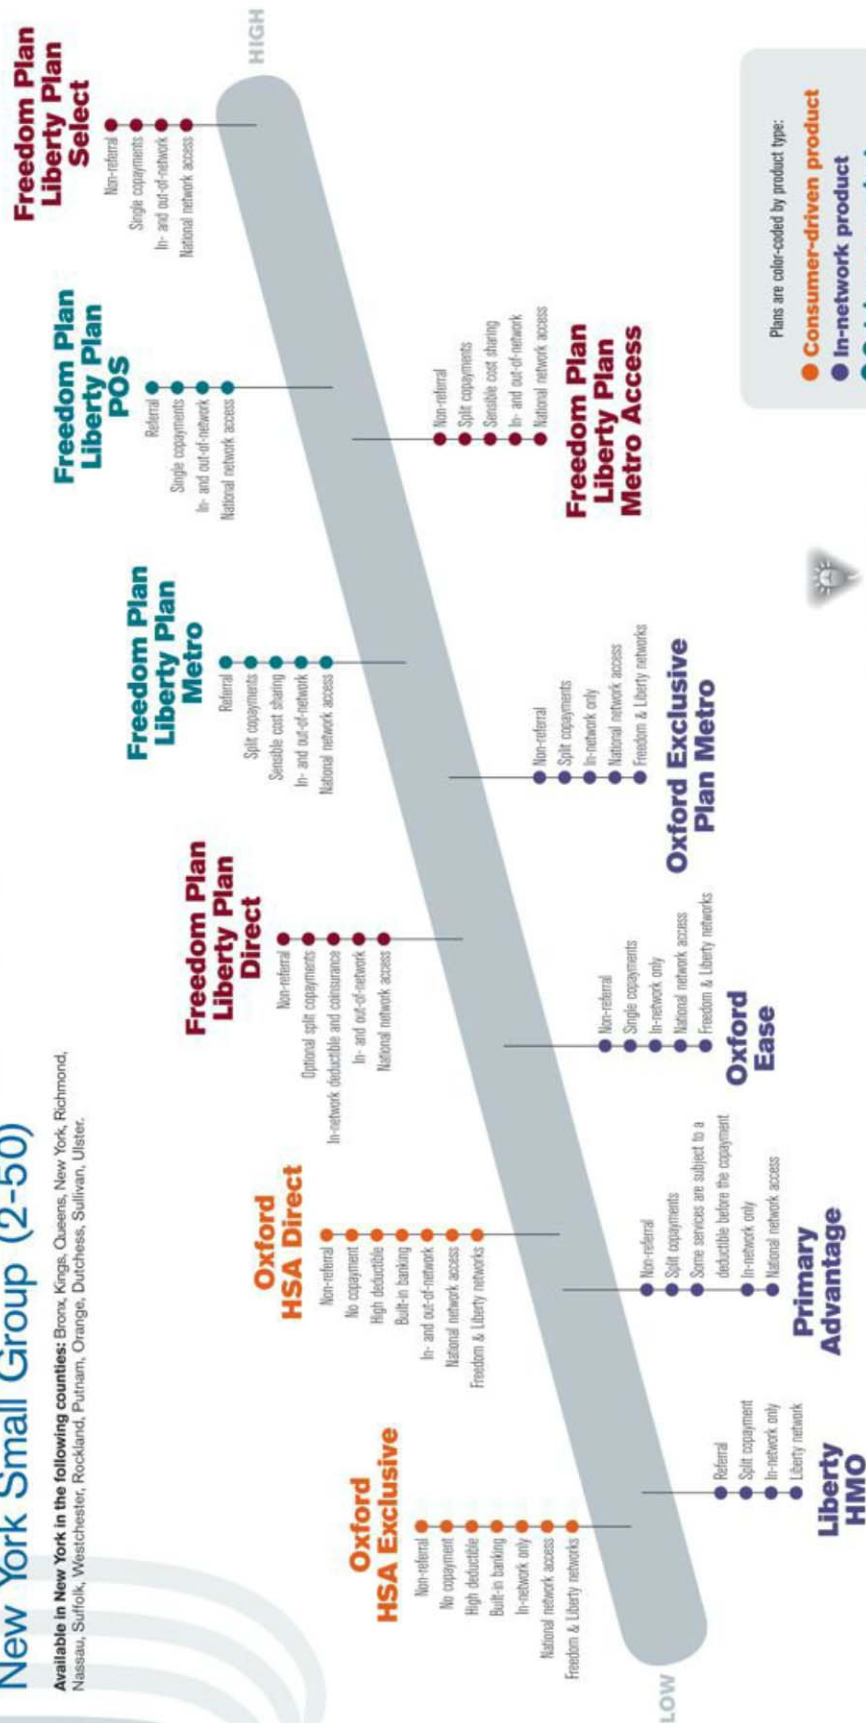 New York Small Group (2-50)
Available in New York in the following counties: Bronx, Kings, Queens, New York, Richmond,
Nassau, Suffolk, Westchester, Rockland, Putnam, Orange, Dutchess, Sullivan, Ulster.
Oxford
HSA Exclusive
Non-referral
No copayment
High deductible
Built-in banking
In-network only
National network access
Freedom & Liberty networks
Oxford
HSA Direct
Non-referral
No copayment
High deductible
Built-in banking
In- and out-of-network
National network access
Freedom & Liberty networks
Freedom Plan
Liberty Plan
Direct
Non-referral
Optional split copayments
In-network deductible and coinsurance
In- and out-of-network
National network access
Freedom Plan
Liberty Plan
Metro
Referral
Split copayments
Sensible cost sharing
In- and out-of-network
National network access
Freedom Plan
Liberty Plan
POS
Referral
Single copayments
In- and out-of-network
National network access
Freedom Plan
Liberty Plan
Select
Non-referral
Single copayments
In- and out-of-network
National network access
LOW
HIGH
Referral
Split copayment
In-network only
Liberty network
Liberty
HMO
Non-referral
Split copayments
Some services are subject to a
deductible before the copayment
In-network only
National network access
Primary
Advantage
Non-referral
Single copayments
In-network only
National network access
Freedom & Liberty networks
Oxford
Ease
Non-referral
Split copayments
In-network only
National network access
Freedom & Liberty networks
Oxford Exclusive
Plan Metro
Non-referral
Split copayments
Sensible cost sharing
In- and out-of-network
National network access
Freedom Plan
Liberty Plan
Metro Access
Plans are color-coded by product type:
Consumer-driven product
In-network product